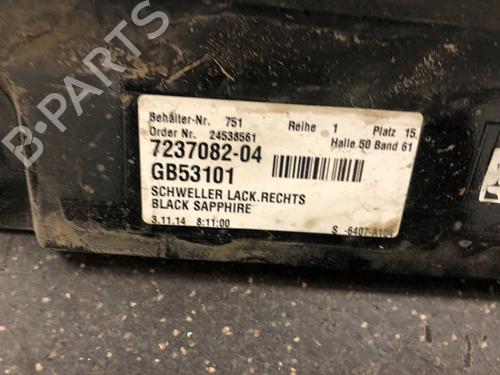 B-PARTS
Behälter-Nr. 751
Order Nr. 24538561
Reihe 1 Platz 15
Halle 50 Band 61
7237082-04
GB53101
SCHWELLER LACK.RECHTS
BLACK SAPPHIRE
3.11.14 8:11:00
S -6407-A104